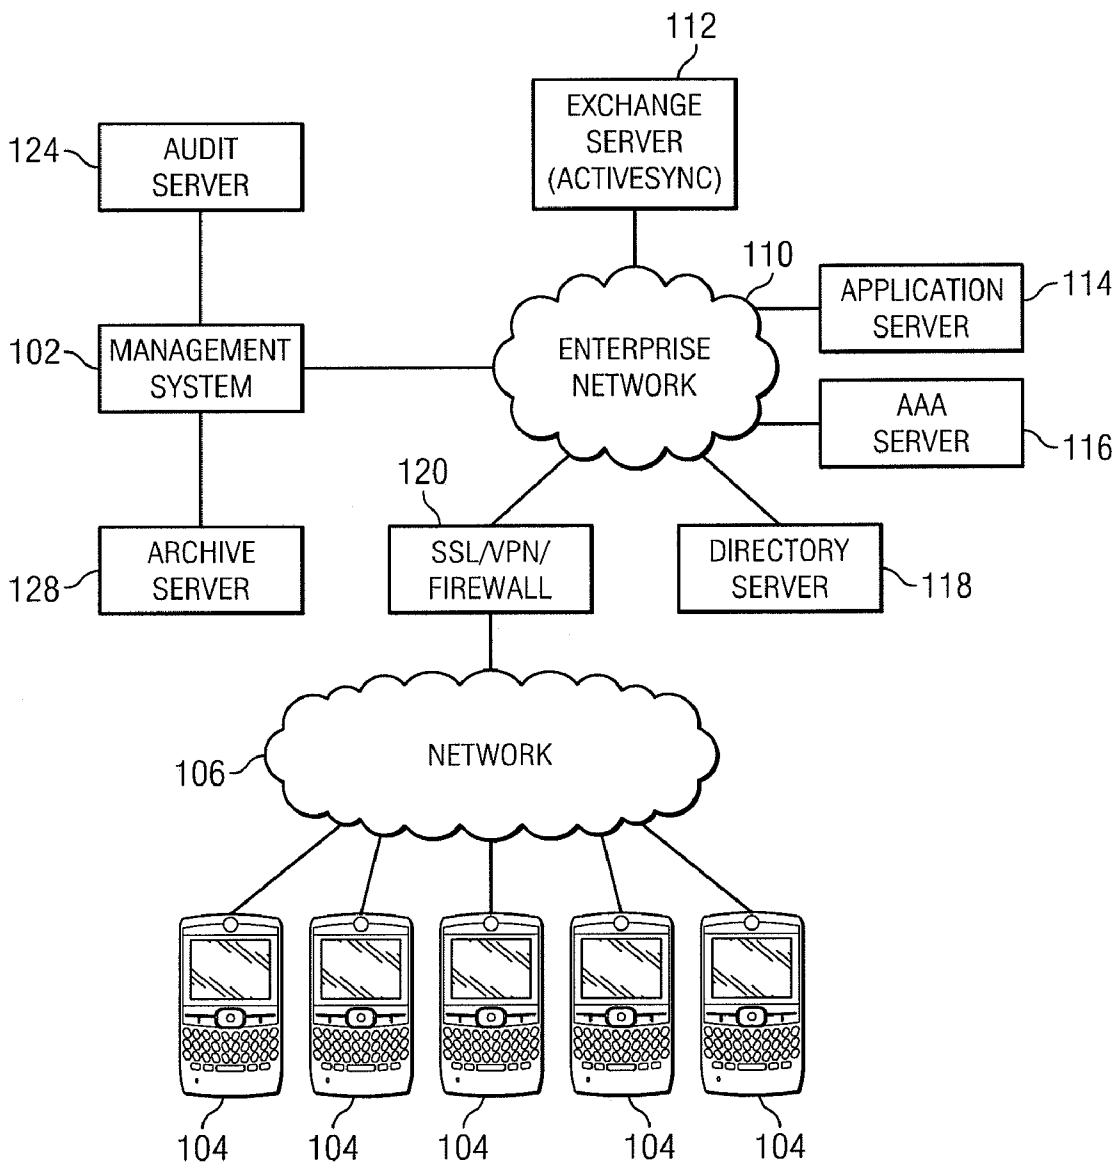 112
EXCHANGE
SERVER
(ACTIVESYNC)
124
AUDIT
SERVER
110
APPLICATION
SERVER
114
102
MANAGEMENT
SYSTEM
ENTERPRISE
NETWORK
AAA
SERVER
116
120
128
ARCHIVE
SERVER
SSL/VPN/
FIREWALL
DIRECTORY
SERVER
118
106
NETWORK
104
104
104
104
104